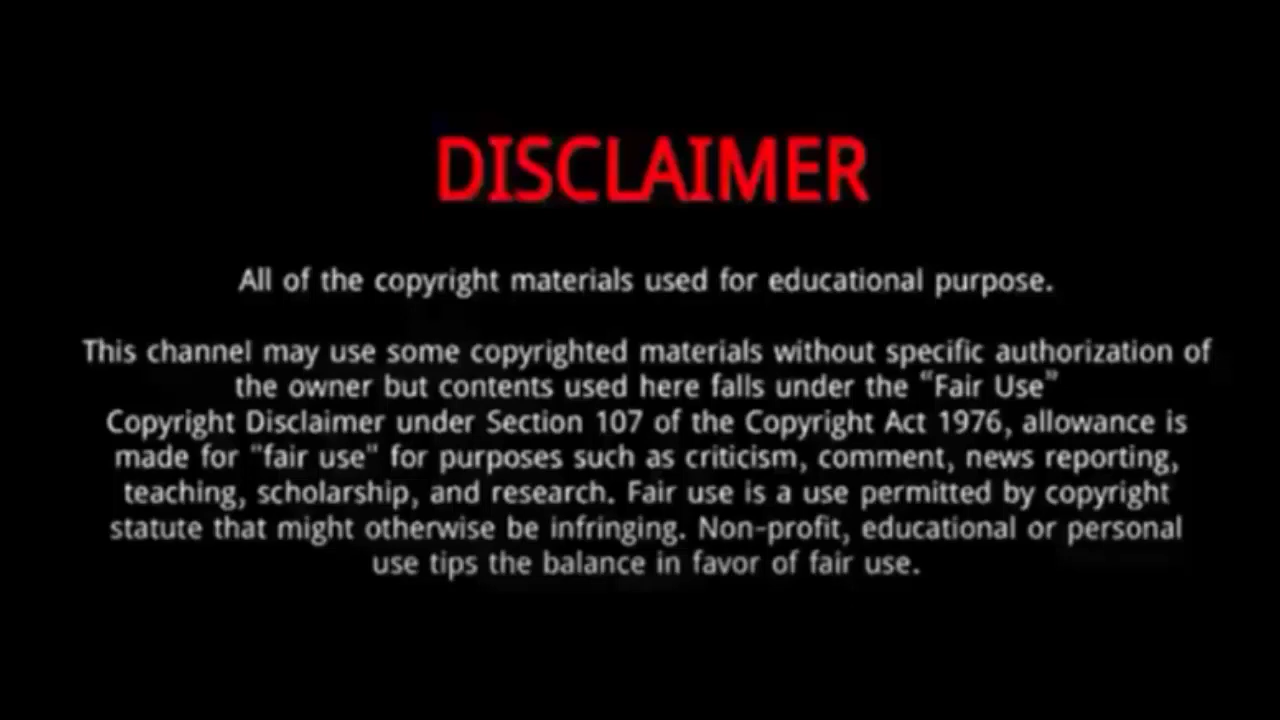 DISCLAIMER
All of the copyright materials used for educational purpose.
This channel may use some copyrighted materials without specific authorization of
the owner but contents used here falls under the “Fair Use”
Copyright Disclaimer under Section 107 of the Copyright Act 1976, allowance is
made for "fair use" for purposes such as criticism, comment, news reporting,
teaching, scholarship, and research. Fair use is a use permitted by copyright
statute that might otherwise be infringing. Non-profit, educational or personal
use tips the balance in favor of fair use.